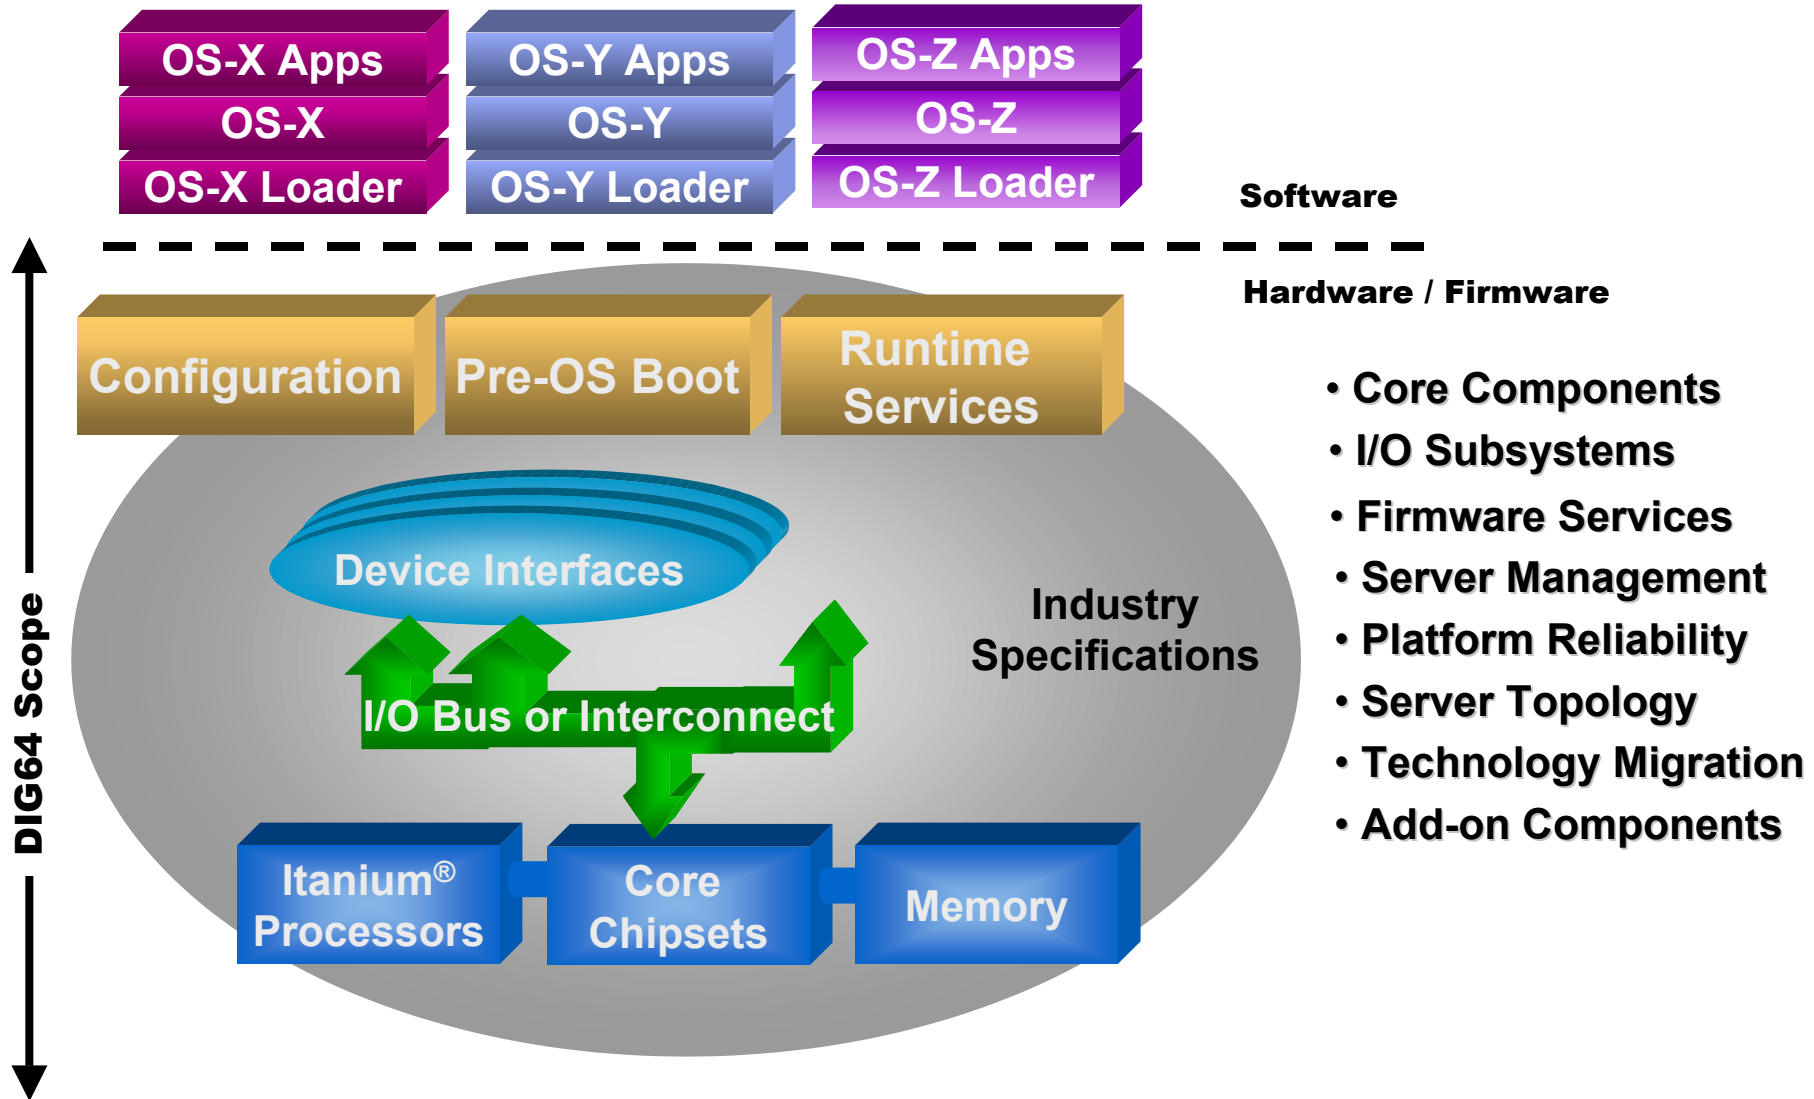 OS-X Apps
OS-X
OS-X Loader
OS-Y Apps
OS-Y
OS-Y Loader
OS-Z Apps
OS-Z
OS-Z Loader
Software
Hardware / Firmware
DIG64 Scope
Configuration
Pre-OS Boot
Runtime
Services
Device Interfaces
Industry
Specifications
I/O Bus or Interconnect
Itanium®
Processors
Core
Chipsets
Memory
• Core Components
• I/O Subsystems
• Firmware Services
• Server Management
• Platform Reliability
• Server Topology
• Technology Migration
• Add-on Components